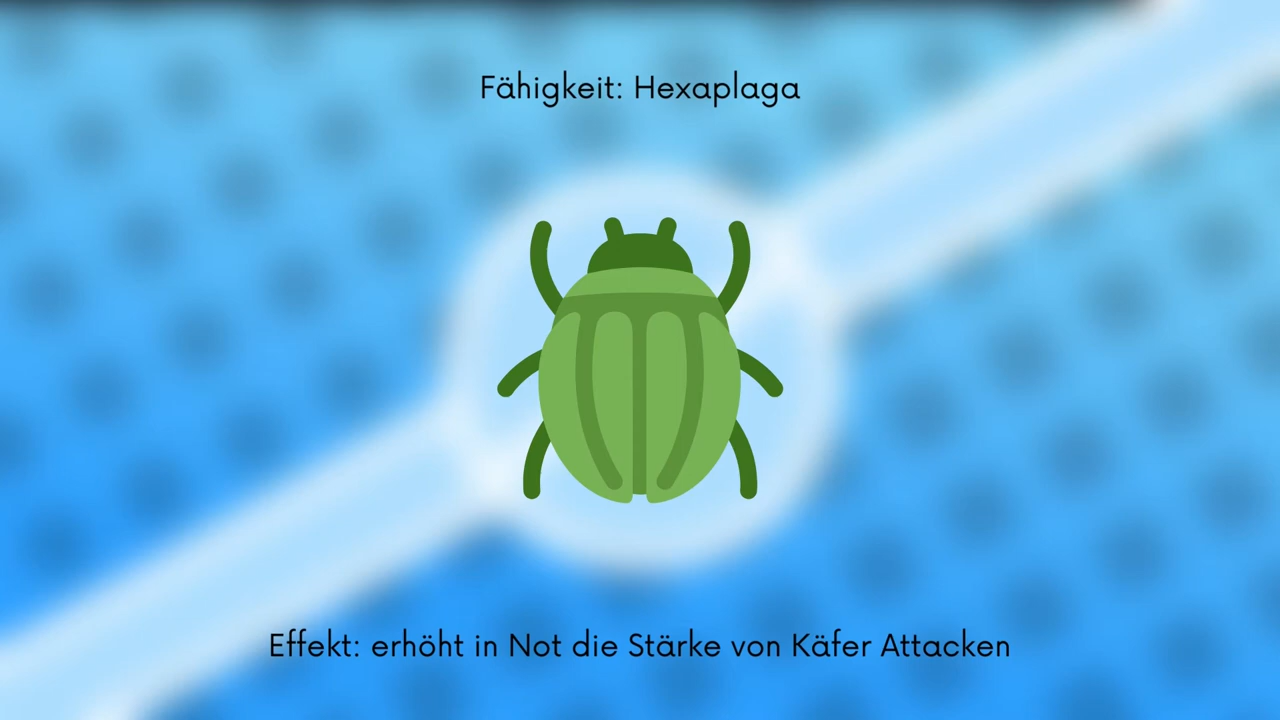 Fähigkeit: Hexaplaga
Effekt: erhöht in Not die Stärke von Käfer Attacken